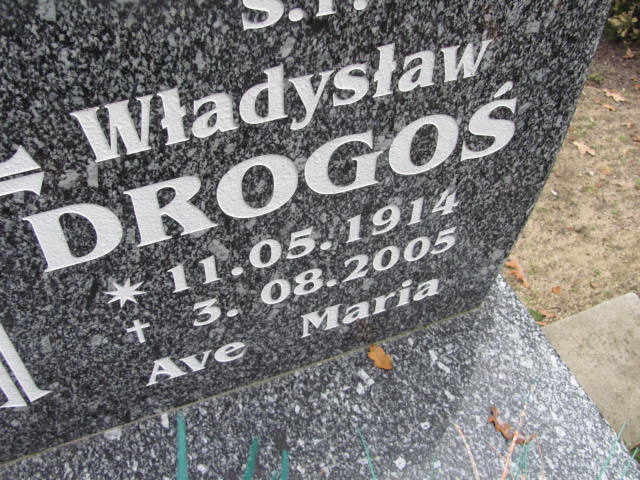 Ś.P.
Władysław
DROGOŚ
* 11.05.1914
† 3. 08.2005
Ave Maria